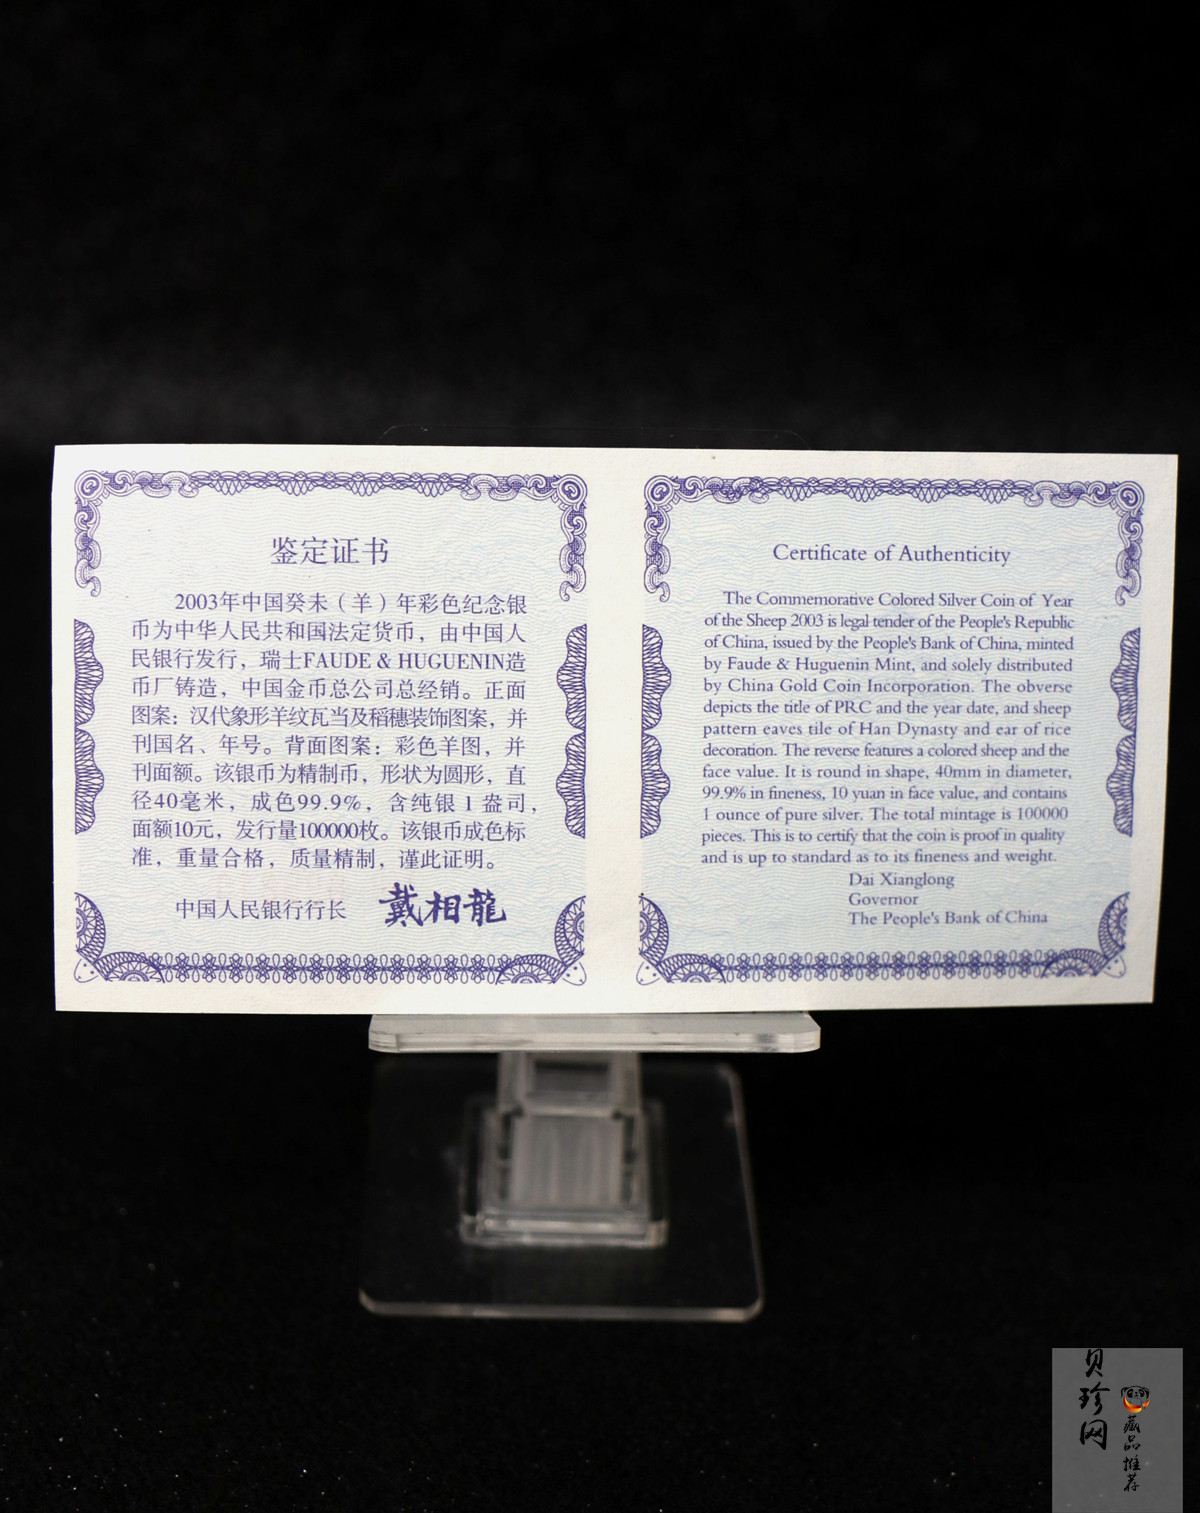 鉴定证书
2003年中国癸未（羊）年彩色纪念银
币为中华人民共和国法定货币，由中国人
民银行发行，瑞士FAUDE & HUGUENIN造
币厂铸造，中国金币总公司总经销。正面
图案：汉代象形羊纹瓦当及稻穗装饰图案，并
刊国名、年号。背面图案：彩色羊图，并
刊面额。该银币为精制币，形状为圆形，直
径40毫米，成色99.9%，含纯银1盎司，
面额10元，发行量100000枚。该银币成色标
准，重量合格，质量精制，谨此证明。
中国人民银行行长 戴相龍
Certificate of Authenticity
The Commemorative Colored Silver Coin of Year
of the Sheep 2003 is legal tender of the People's Republic
of China, issued by the People's Bank of China, minted
by Faude & Huguenin Mint, and solely distributed
by China Gold Coin Incorporation. The obverse
depicts the title of PRC and the year date, and sheep
pattern eaves tile of Han Dynasty and ear of rice
decoration. The reverse features a colored sheep and the
face value. It is round in shape, 40mm in diameter,
99.9% in fineness, 10 yuan in face value, and contains
1 ounce of pure silver. The total mintage is 100000
pieces. This is to certify that the coin is proof in quality
and is up to standard as to its fineness and weight.
Dai Xianglong
Governor
The People's Bank of China
贝珍网
藏品推荐